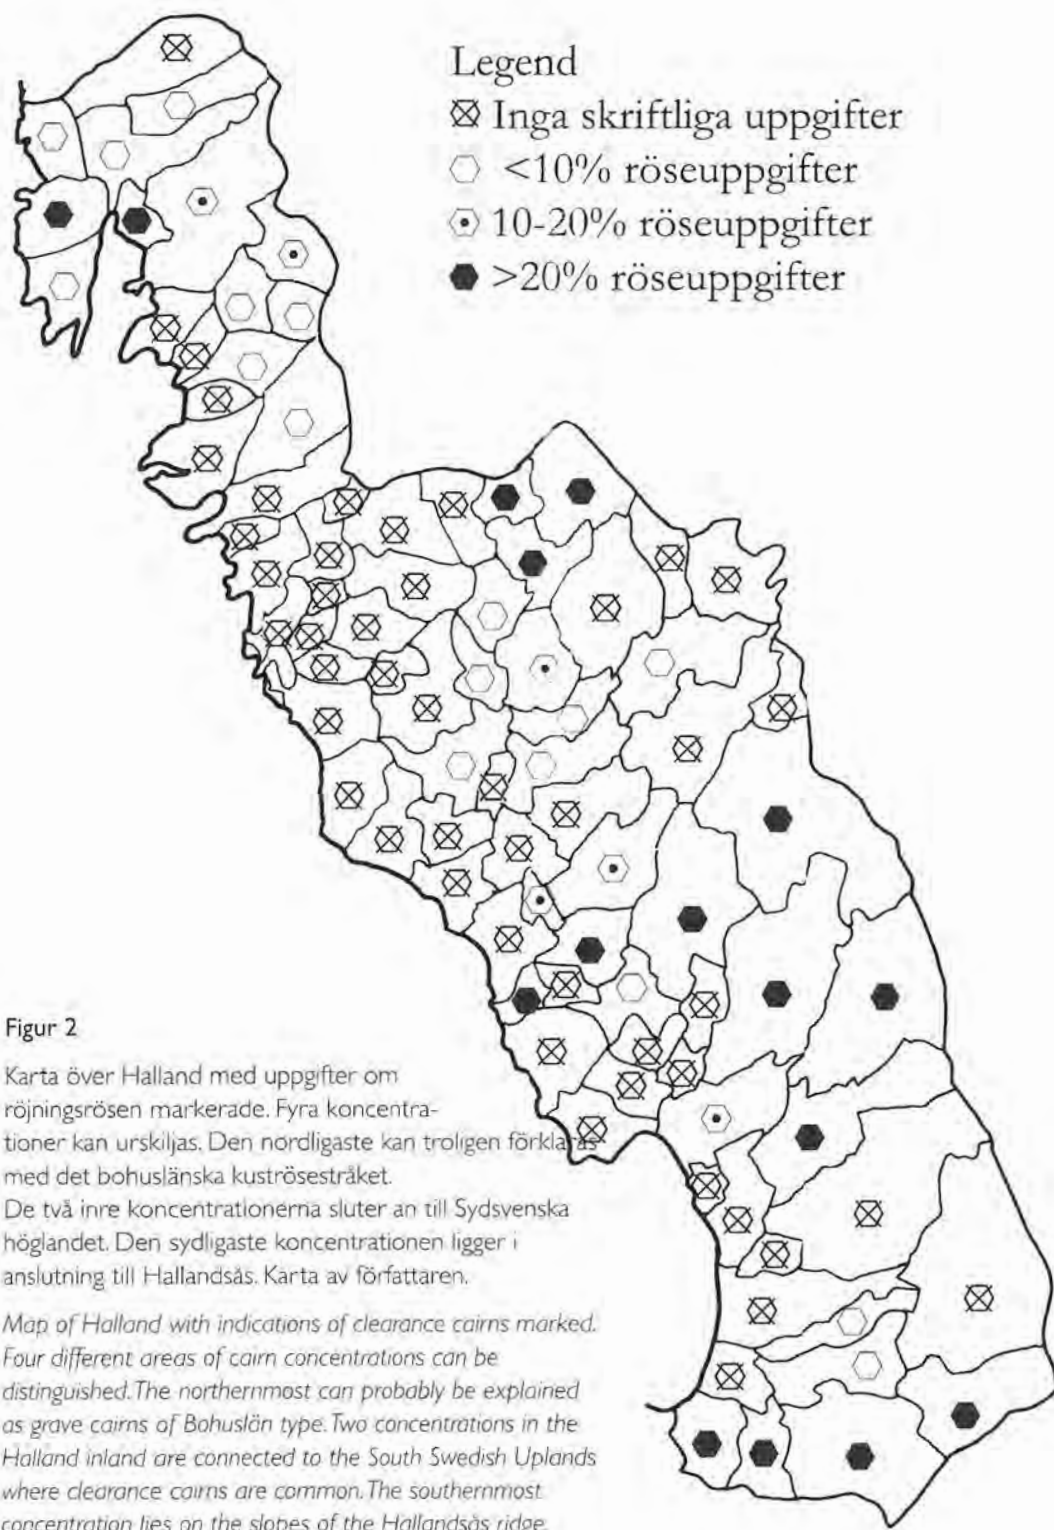 Legend
Inga skriftliga uppgifter
<10% röseuppgifter
10-20% röseuppgifter
>20% röseuppgifter
Figur 2
Karta över Halland med uppgifter om
röjningsrösen markerade. Fyra koncentra-
tioner kan urskiljas. Den nordligaste kan troligen förklaras
med det bohuslänska kuströsestråket.
De två inre koncentrationerna sluter an till Sydsvenska
höglandet. Den sydligaste koncentrationen ligger i
anslutning till Hallandsås. Karta av författaren.
Map of Halland with indications of clearance cairns marked.
Four different areas of cairn concentrations can be
distinguished. The northernmost can probably be explained
as grave cairns of Bohuslän type. Two concentrations in the
Halland inland are connected to the South Swedish Uplands
where clearance cairns are common. The southernmost
concentration lies on the slopes of the Hallandsås ridge.